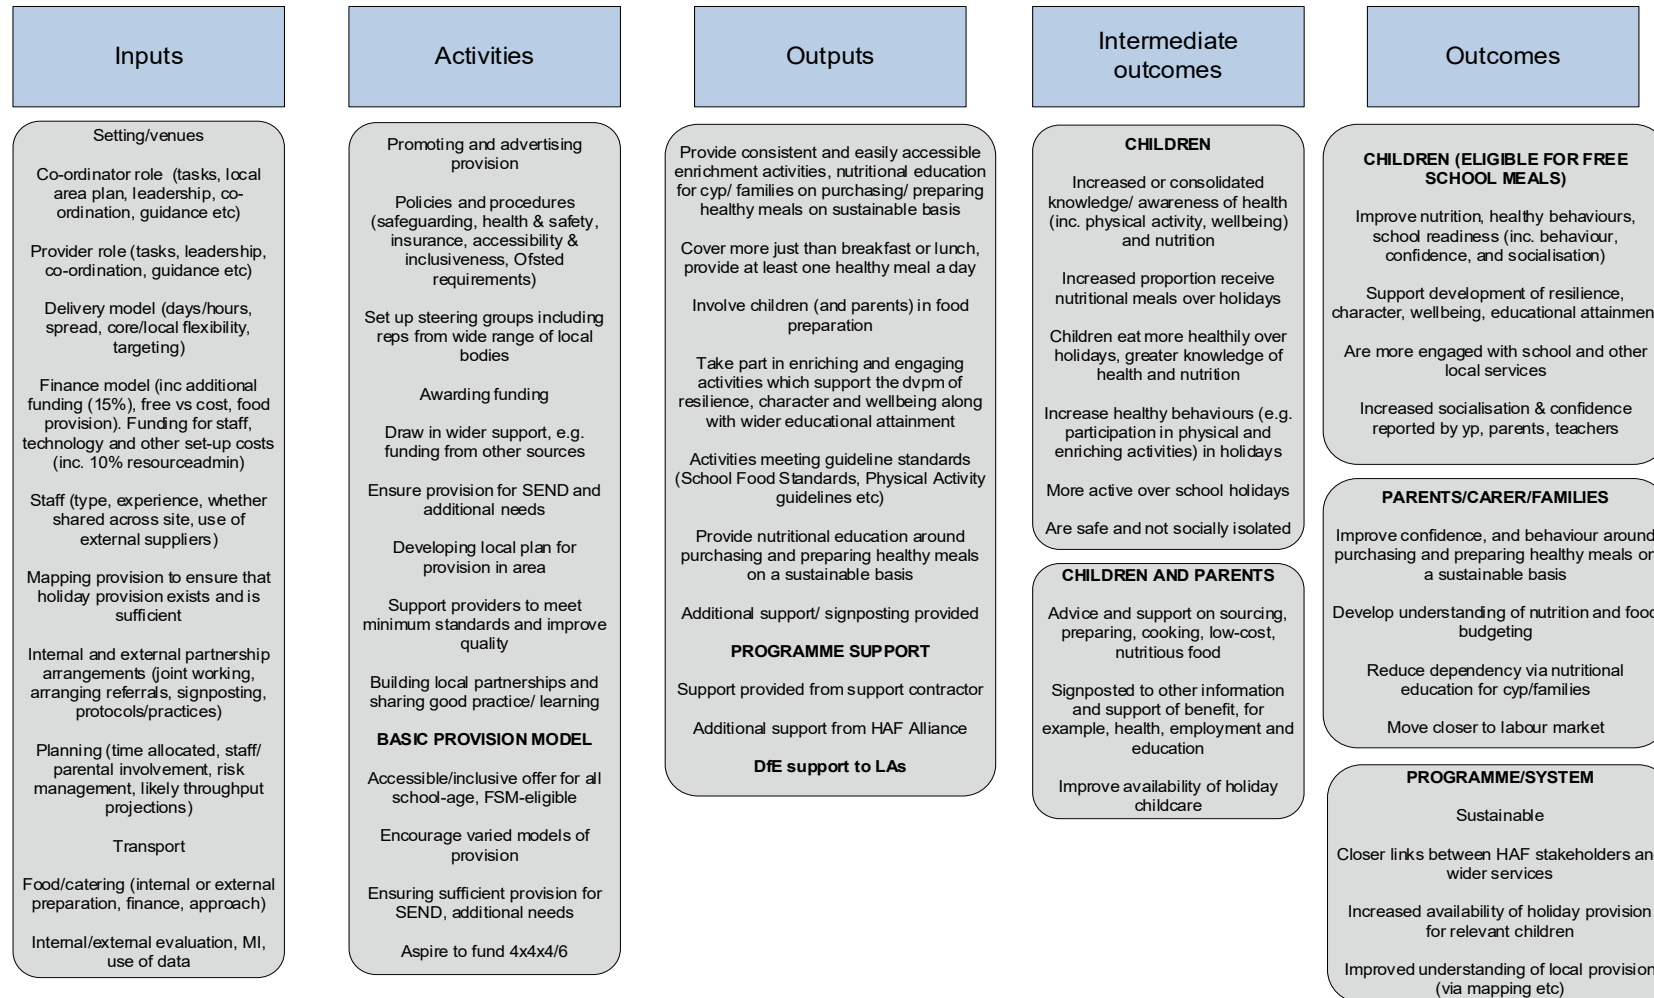 Inputs
Setting/venues
Co-ordinator role (tasks, local
area plan, leadership, co-
ordination, guidance etc)
Provider role (tasks, leadership,
co-ordination, guidance etc)
Delivery model (days/hours,
spread, core/local flexibility,
targeting)
Finance model (inc additional
funding (15%), free vs cost, food
provision). Funding for staff,
technology and other set-up costs
(inc. 10% resourceadmin)
Staff (type, experience, whether
shared across site, use of
external suppliers)
Mapping provision to ensure that
holiday provision exists and is
sufficient
Internal and external partnership
arrangements (joint working,
arranging referrals, signposting,
protocols/practices)
Planning (time allocated, staff/
parental involvement, risk
management, likely throughput
projections)
Transport
Food/catering (internal or external
preparation, finance, approach)
Internal/external evaluation, MI,
use of data
Activities
Promoting and advertising
provision
Policies and procedures
(safeguarding, health & safety,
insurance, accessibility &
inclusiveness, Ofsted
requirements)
Set up steering groups including
reps from wide range of local
bodies
Awarding funding
Draw in wider support, e.g.
funding from other sources
Ensure provision for SEND and
additional needs
Developing local plan for
provision in area
Support providers to meet
minimum standards and improve
quality
Building local partnerships and
sharing good practice/ learning
BASIC PROVISION MODEL
Accessible/inclusive offer for all
school-age, FSM-eligible
Encourage varied models of
provision
Ensuring sufficient provision for
SEND, additional needs
Aspire to fund 4x4x4/6
Outputs
Provide consistent and easily accessible
enrichment activities, nutritional education
for cyp/ families on purchasing/ preparing
healthy meals on sustainable basis
Cover more just than breakfast or lunch,
provide at least one healthy meal a day
Involve children (and parents) in food
preparation
Take part in enriching and engaging
activities which support the dvpm of
resilience, character and wellbeing along
with wider educational attainment
Activities meeting guideline standards
(School Food Standards, Physical Activity
guidelines etc)
Provide nutritional education around
purchasing and preparing healthy meals
on a sustainable basis
Additional support/ signposting provided
PROGRAMME SUPPORT
Support provided from support contractor
Additional support from HAF Alliance
DfE support to LAs
Intermediate
outcomes
CHILDREN
Increased or consolidated
knowledge/ awareness of health
(inc. physical activity, wellbeing)
and nutrition
Increased proportion receive
nutritional meals over holidays
Children eat more healthily over
holidays, greater knowledge of
health and nutrition
Increase healthy behaviours (e.g.
participation in physical and
enriching activities) in holidays
More active over school holidays
Are safe and not socially isolated
CHILDREN AND PARENTS
Advice and support on sourcing,
preparing, cooking, low-cost,
nutritious food
Signposted to other information
and support of benefit, for
example, health, employment and
education
Improve availability of holiday
childcare
Outcomes
CHILDREN (ELIGIBLE FOR FREE
SCHOOL MEALS)
Improve nutrition, healthy behaviours,
school readiness (inc. behaviour,
confidence, and socialisation)
Support development of resilience,
character, wellbeing, educational attainmen
Are more engaged with school and other
local services
Increased socialisation & confidence
reported by yp, parents, teachers
PARENTS/CARER/FAMILIES
Improve confidence, and behaviour around
purchasing and preparing healthy meals on
a sustainable basis
Develop understanding of nutrition and food
budgeting
Reduce dependency via nutritional
education for cyp/families
Move closer to labour market
PROGRAMME/SYSTEM
Sustainable
Closer links between HAF stakeholders and
wider services
Increased availability of holiday provision
for relevant children
Improved understanding of local provision
(via mapping etc)